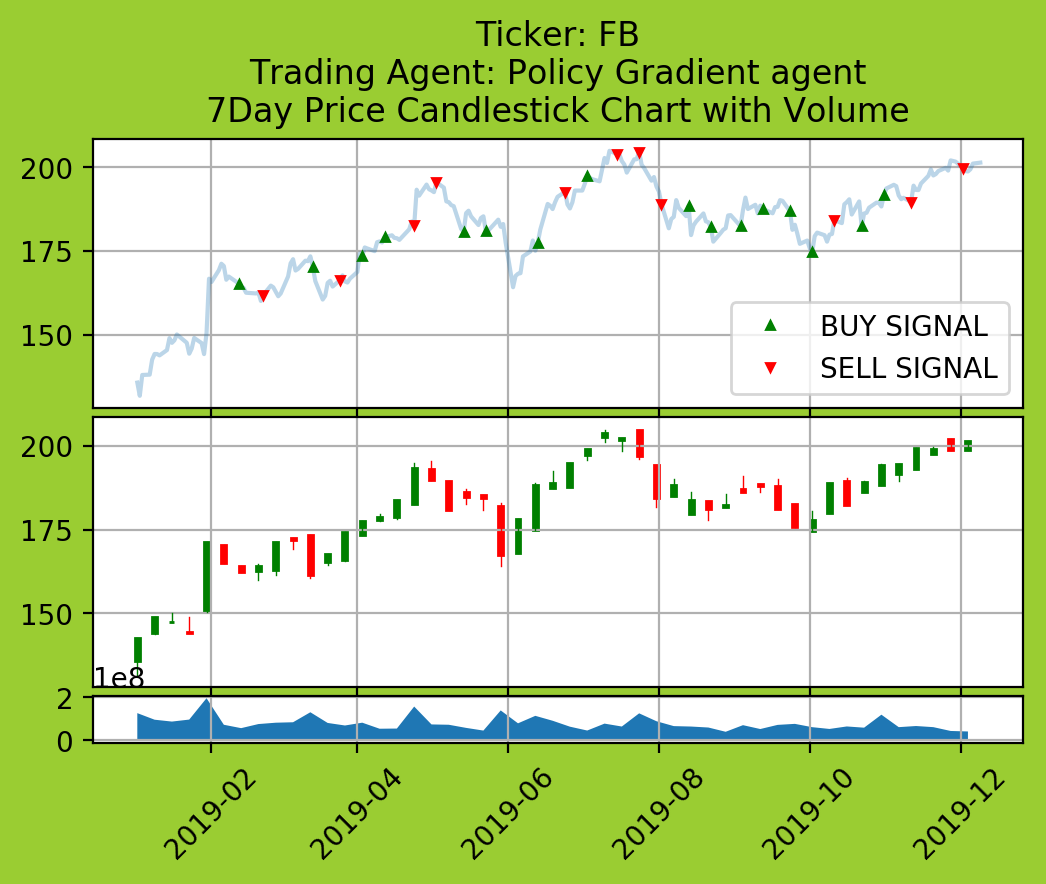 Ticker: FB
Trading Agent: Policy Gradient agent
7Day Price Candlestick Chart with Volume
200
175
150
BUY SIGNAL
SELL SIGNAL
200
175
150
1e8
2
0
2019-02
2019-04
2019-06
2019-08
2019-10
2019-12